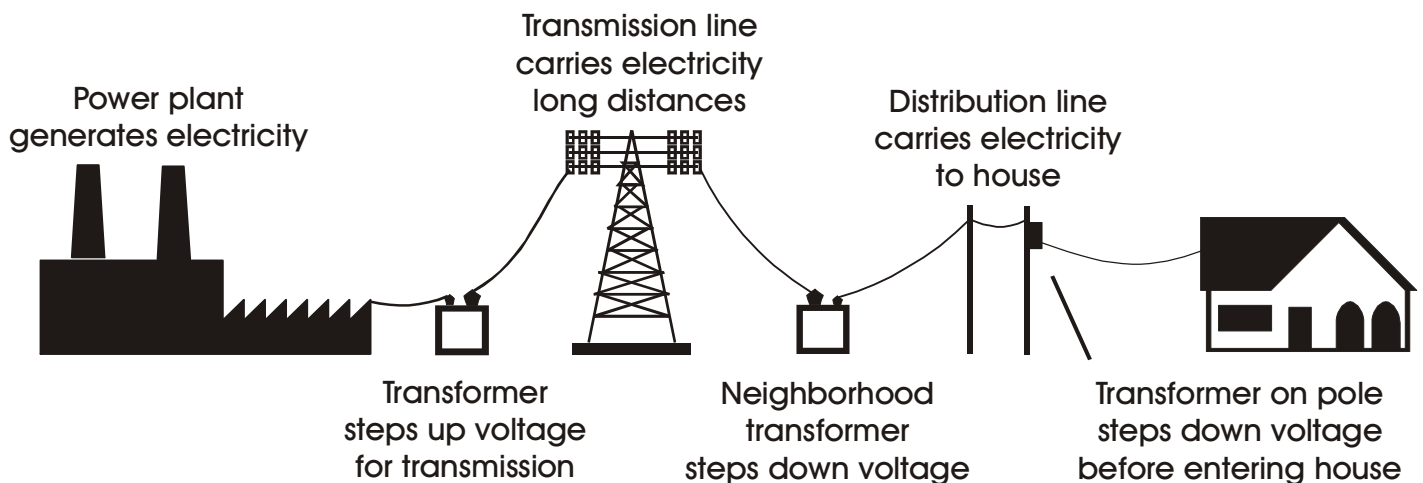 Power plant
generates electricity
Transmission line
carries electricity
long distances
Distribution line
carries electricity
to house
Transformer
steps up voltage
for transmission
Neighborhood
transformer
steps down voltage
Transformer on pole
steps down voltage
before entering house